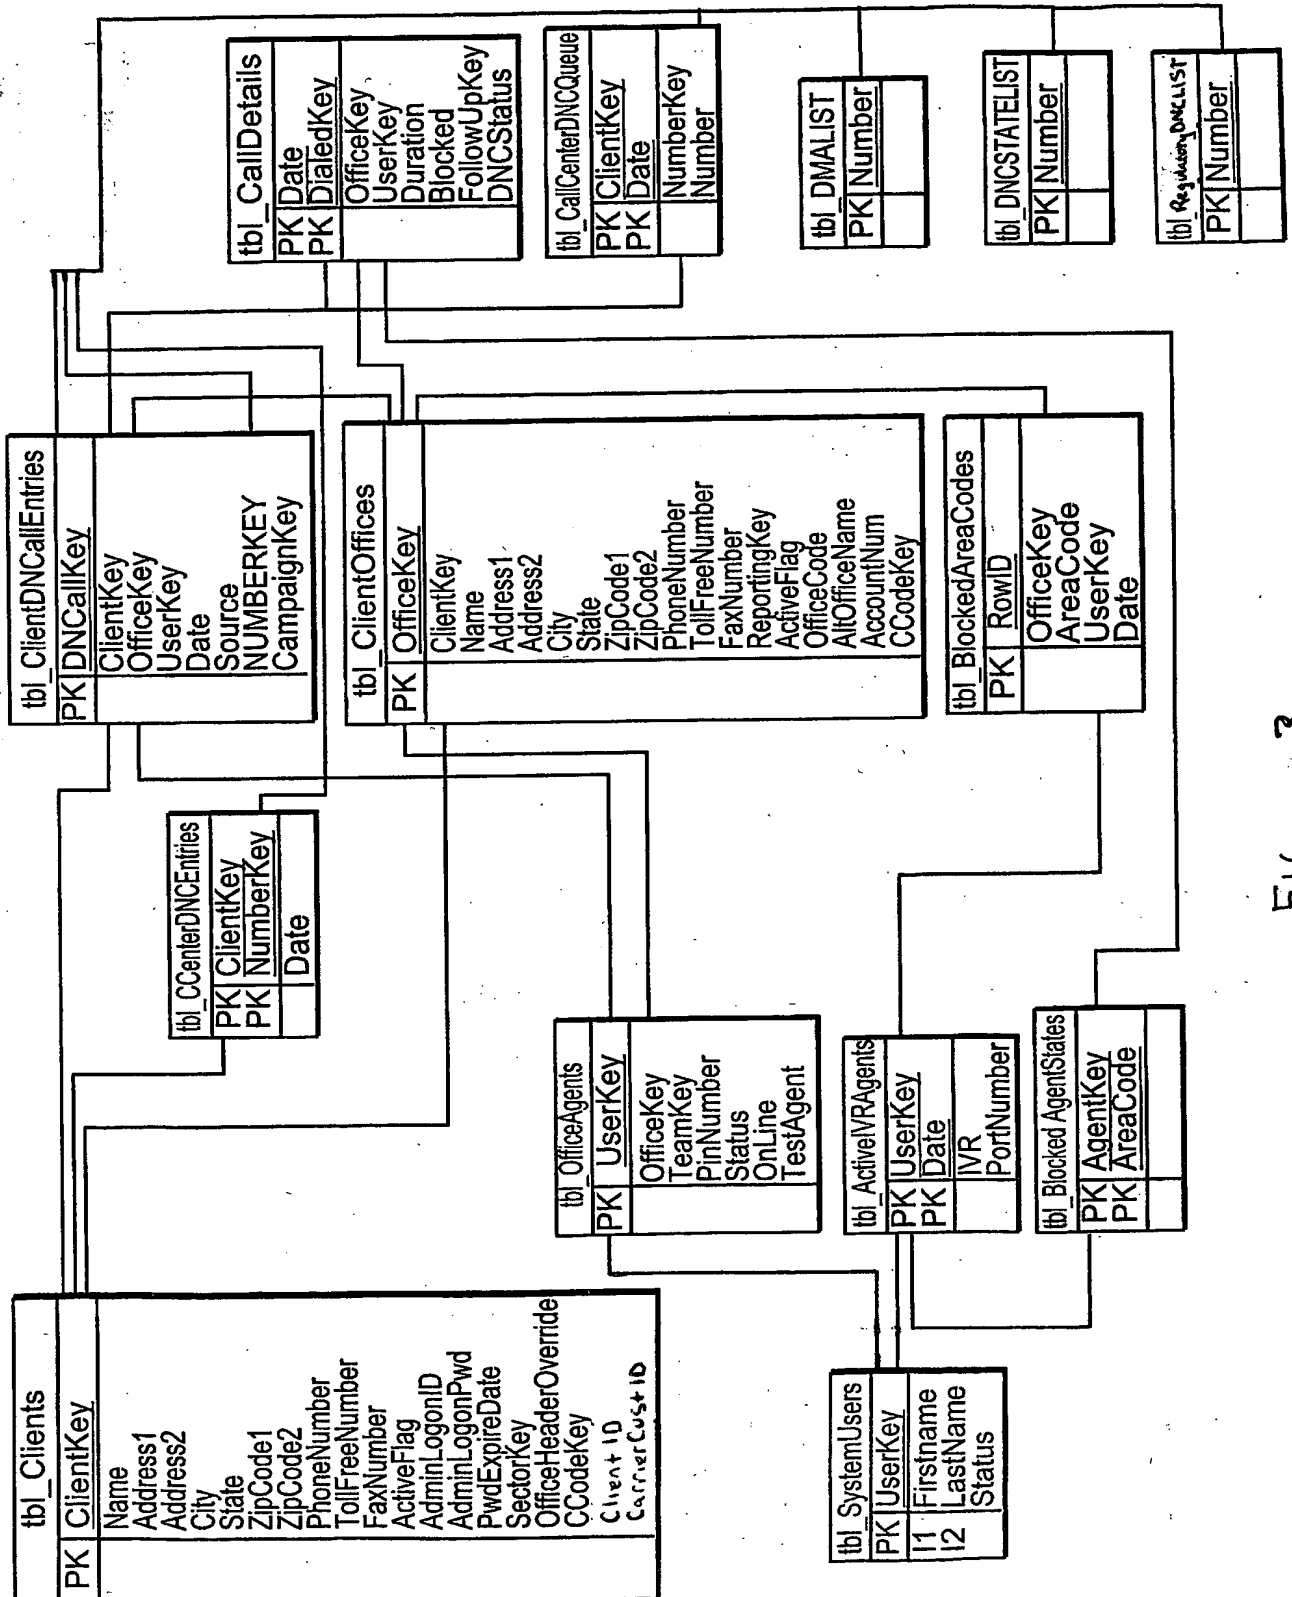 tbl_Clients
PK ClientKey
Name
Address1
Address2
City
State
ZipCode1
ZipCode2
PhoneNumber
TollFreeNumber
FaxNumber
ActiveFlag
AdminLogonID
AdminLogonPwd
PwdExpireDate
SectorKey
OfficeHeaderOverride
CCodeKey
Client ID
CarrierCustID
tbl_SystemUsers
PK UserKey
I1 Firstname
I2 LastName
Status
tbl_CCenterDNCEntries
PK ClientKey
PK NumberKey
Date
tbl_OfficeAgents
PK UserKey
OfficeKey
TeamKey
PinNumber
Status
OnLine
TestAgent
tbl_ActiveIVRAgents
PK UserKey
PK Date
IVR
PortNumber
tbl_Blocked AgentStates
PK AgentKey
PK AreaCode
tbl_ClientDNCallEntries
PK DNCallKey
ClientKey
OfficeKey
UserKey
Date
Source
NUMBERKEY
CampaignKey
tbl_ClientOffices
PK OfficeKey
ClientKey
Name
Address1
Address2
City
State
ZipCode1
ZipCode2
PhoneNumber
TollFreeNumber
FaxNumber
ReportingKey
ActiveFlag
OfficeCode
AltOfficeName
AccountNum
CCodeKey
tbl_BlockedAreaCodes
PK RowID
OfficeKey
AreaCode
UserKey
Date
tbl_CallDetails
PK Date
PK DialedKey
OfficeKey
UserKey
Duration
Blocked
FollowUpKey
DNCStatus
tbl_CallCenterDNCQueue
PK ClientKey
PK Date
NumberKey
Number
tbl_DMALIST
PK Number
tbl_DNCSTATELIST
PK Number
tbl_RegulatoryDNCLIST
PK Number